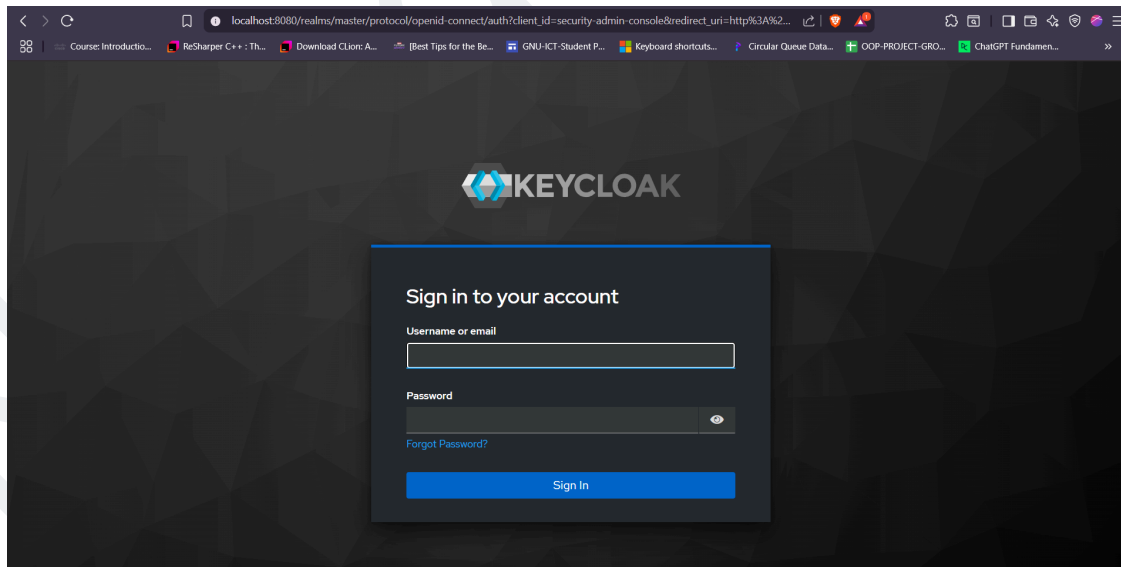 localhost:8080/realms/master/protocol/openid-connect/auth?client_id=security-admin-console&redirect_uri=http%3A%2...
Course: Introductio... ReSharper C++ : Th... Download CLion: A... [Best Tips for the Be... GNU-ICT-Student P... Keyboard shortcuts... Circular Queue Data... OOP-PROJECT-GRO... ChatGPT Fundamen... »
KEYCLOAK
Sign in to your account
Username or email
Password
Forgot Password?
Sign In